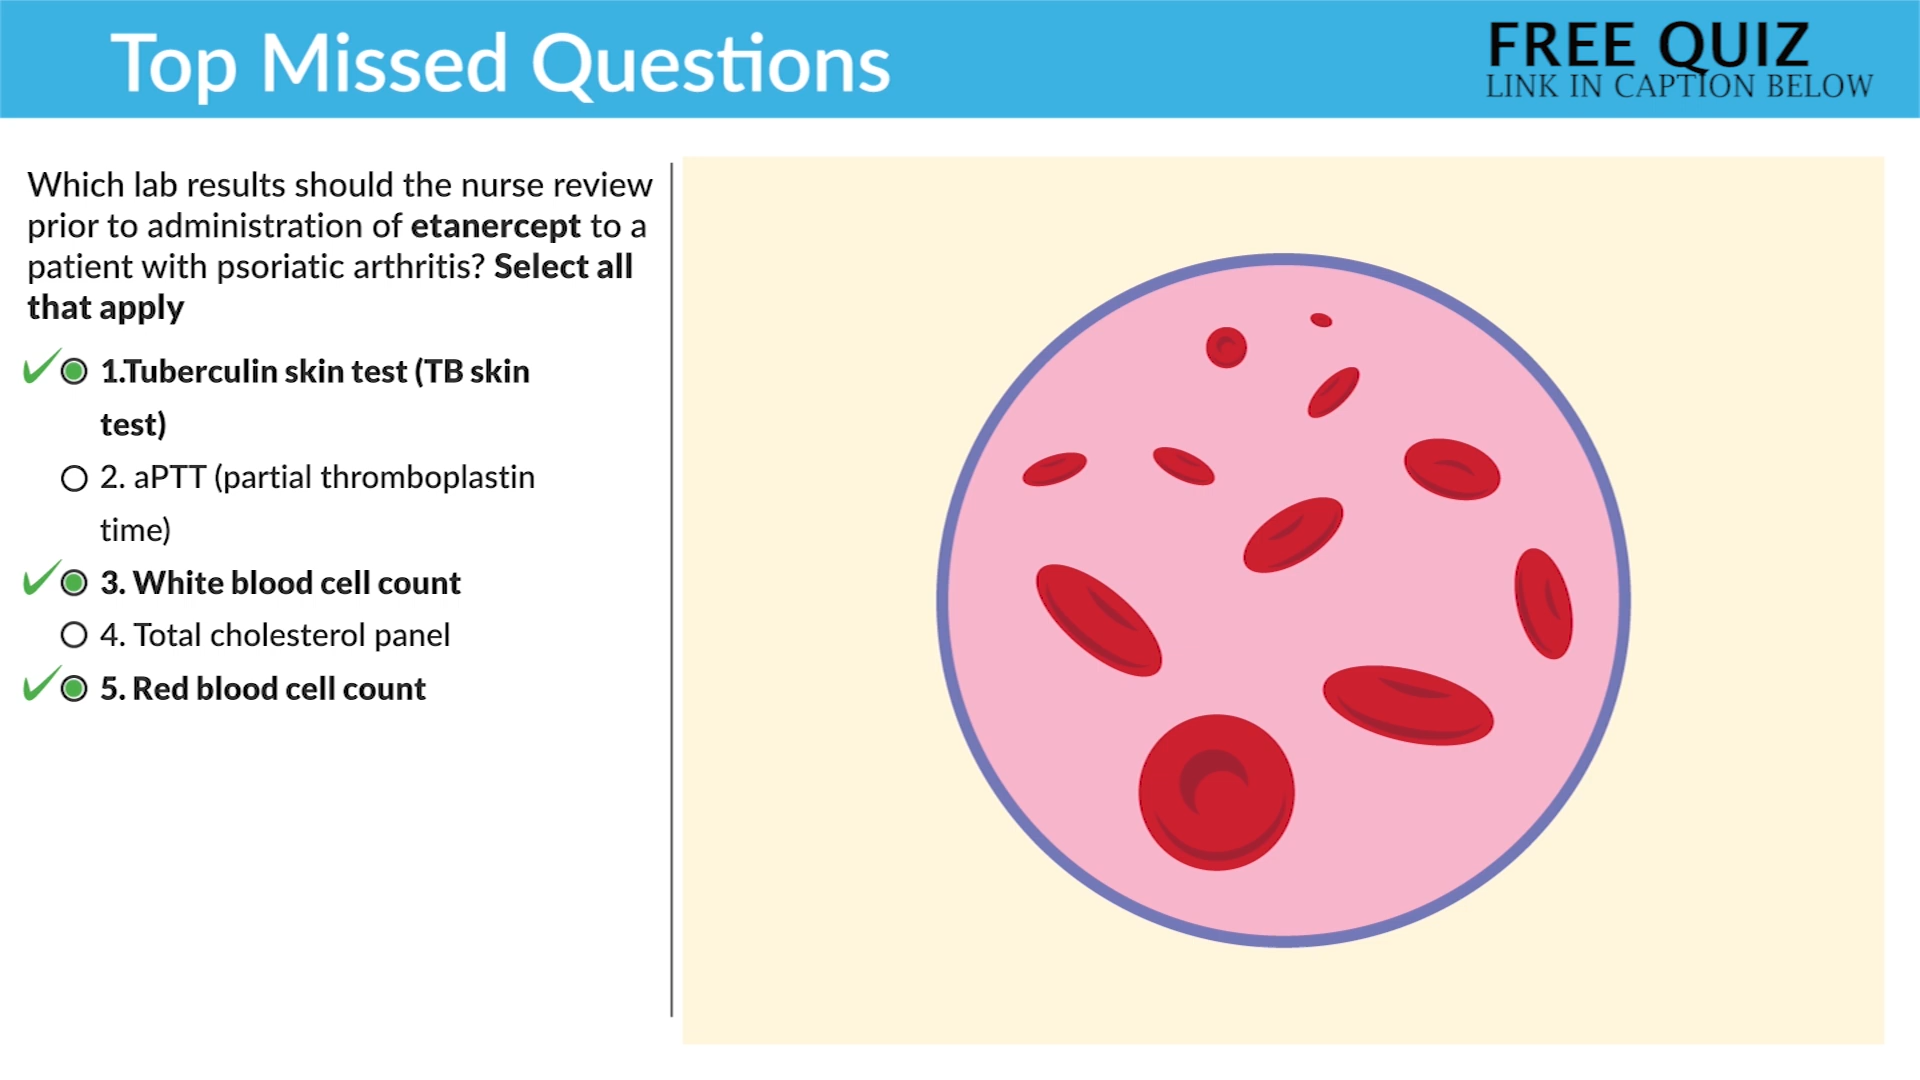 Top Missed Questions
FREE QUIZ
LINK IN CAPTION BELOW
Which lab results should the nurse review
prior to administration of etanercept to a
patient with psoriatic arthritis? Select all
that apply
1.Tuberculin skin test (TB skin
test)
2. aPTT (partial thromboplastin
time)
3. White blood cell count
4. Total cholesterol panel
5. Red blood cell count